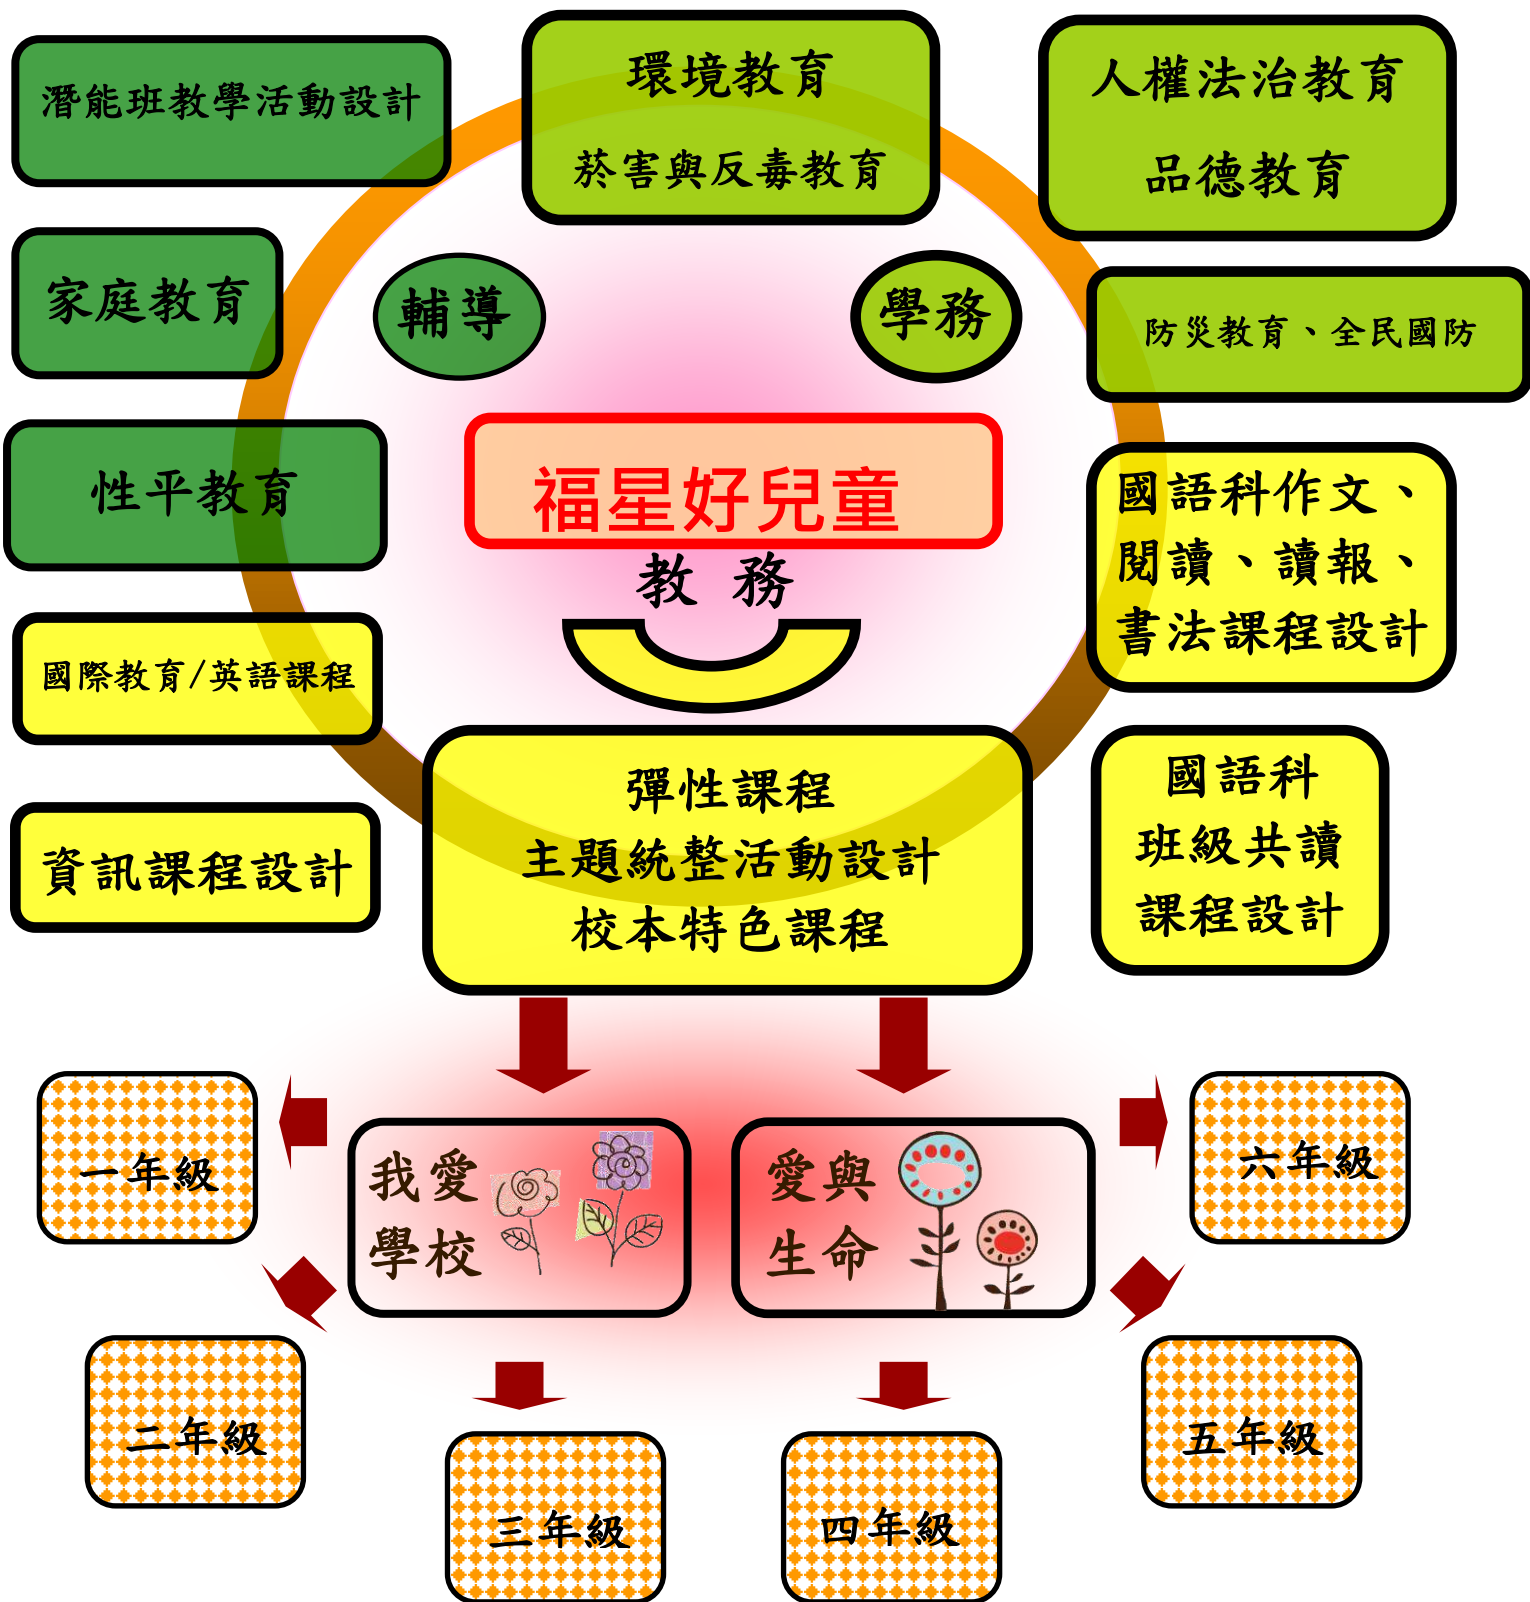 潛能班教學活動設計
環境教育
菸害與反毒教育
人權法治教育
品德教育
家庭教育
輔導
學務
防災教育、全民國防
性平教育
福星好兒童
教 務
國語科作文、
閱讀、讀報、
書法課程設計
國際教育/英語課程
資訊課程設計
彈性課程
主題統整活動設計
校本特色課程
國語科
班級共讀
課程設計
我愛
學校
愛與
生命
一年級
二年級
三年級
四年級
五年級
六年級